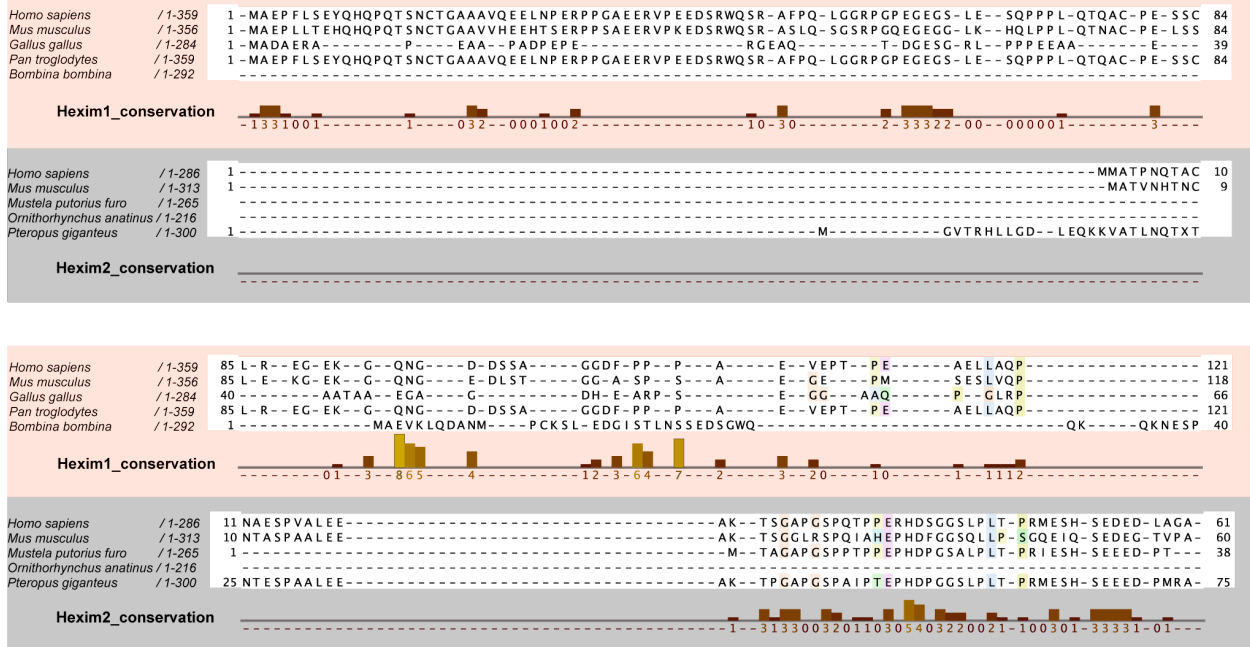 Homo sapiens / 1-359 1 -MAEPFLSEYQHQPQTSNCTGAAAVQEELNPERPPGAEERVPEEDSRWQSR-AFPQ-LGGRPGPEGEGS-LE--SQPPPL-QTQAC-PE-SSC 84
Mus musculus / 1-356 1 -MAEPLLTEHQHQPQTSNCTGAAVVHEEHTSERPPSAEERVPKEDSRWQSR-ASLQ-SGSRPGQEGEGG-LK--HQLPPL-QTNAC-PE-LSS 84
Gallus gallus / 1-284 1 -MADAERA--------P----EAA--PADPEPE----------------RGEAQ--------T-DGESG-RL--PPPEEAA-------E---- 39
Pan troglodytes / 1-359 1 -MAEPFLSEYQHQPQTSNCTGAAAVQEELNPERPPGAEERVPEEDSRWQSR-AFPQ-LGGRPGPEGEGS-LE--SQPPPL-QTQAC-PE-SSC 84
Bombina bombina / 1-292 ---------------------------------------------------------------------------------------------
Hexim1_conservation
-1331001--------1----032--0001002----------------10-30--------2-33322-00--000001-------3----
Homo sapiens / 1-286 1 -----------------------------------------------------------------------------------MMATPNQTAC 10
Mus musculus / 1-313 1 ------------------------------------------------------------------------------------MATVNHTNC 9
Mustela putorius furo / 1-265 ---------------------------------------------------------------------------------------------
Ornithorhynchus anatinus / 1-216 ---------------------------------------------------------------------------------------------
Pteropus giganteus / 1-300 1 --------------------------------------------------------M-----------GVTRHLLGD--LEQKKVATLNQTXT
Hexim2_conservation
---------------------------------------------------------------------------------------------
Homo sapiens / 1-359 85 L-R--EG-EK--G--QNG----D-DSSA-----GGDF-PP--P---A-----E--VEPT--PE------AELLAQP----------------- 121
Mus musculus / 1-356 85 L-E--KG-EK--G--QNG----E-DLST-----GG-A-SP--S---A-----E--GE-----PM------SESLVQP----------------- 118
Gallus gallus / 1-284 40 --------AATAA--EGA----G----------DH-E-ARP-S---E-----E--GG---AAQ------P--GLRP----------------- 66
Pan troglodytes / 1-359 85 L-R--EG-EK--G--QNG----D-DSSA-----GGDF-PP--P---A-----E--VEPT--PE------AELLAQP----------------- 121
Bombina bombina / 1-292 1 -------------MAEVKLQDANM----PCKSL--EDGISTLNSSEDSGWQ-----------------------------QK-----QKNESP 40
Hexim1_conservation
--------01--3--865----4----------12-3-64--7---2-----3--20-----10------1--1112-----------------
Homo sapiens / 1-286 11 NAESPVALEE------------------------------------AK--TSGAPGSPQTPPERHDSGGSLPLT-PRMESH-SEDED-LAGA- 61
Mus musculus / 1-313 10 NTASPAALEE------------------------------------AK--TSGGLRSPQIAHEPHDFGGSQLLP-SGQEIQ-SEDEG-TVPA- 60
Mustela putorius furo / 1-265 1 ----------------------------------------------M---TAGAPGSPPTPPEPHDPGSALPLT-PRIESH-SEEED-PT--- 38
Ornithorhynchus anatinus / 1-216 ---------------------------------------------------------------------------------------------
Pteropus giganteus / 1-300 25 NTESPAALEE------------------------------------AK--TPGAPGSPAIPTEPHDPGGSLPLT-PRMESH-SEEED-PMRA- 75
Hexim2_conservation
-----------------------------------------------1--3133003201103054032200 21-100301-33331-01---